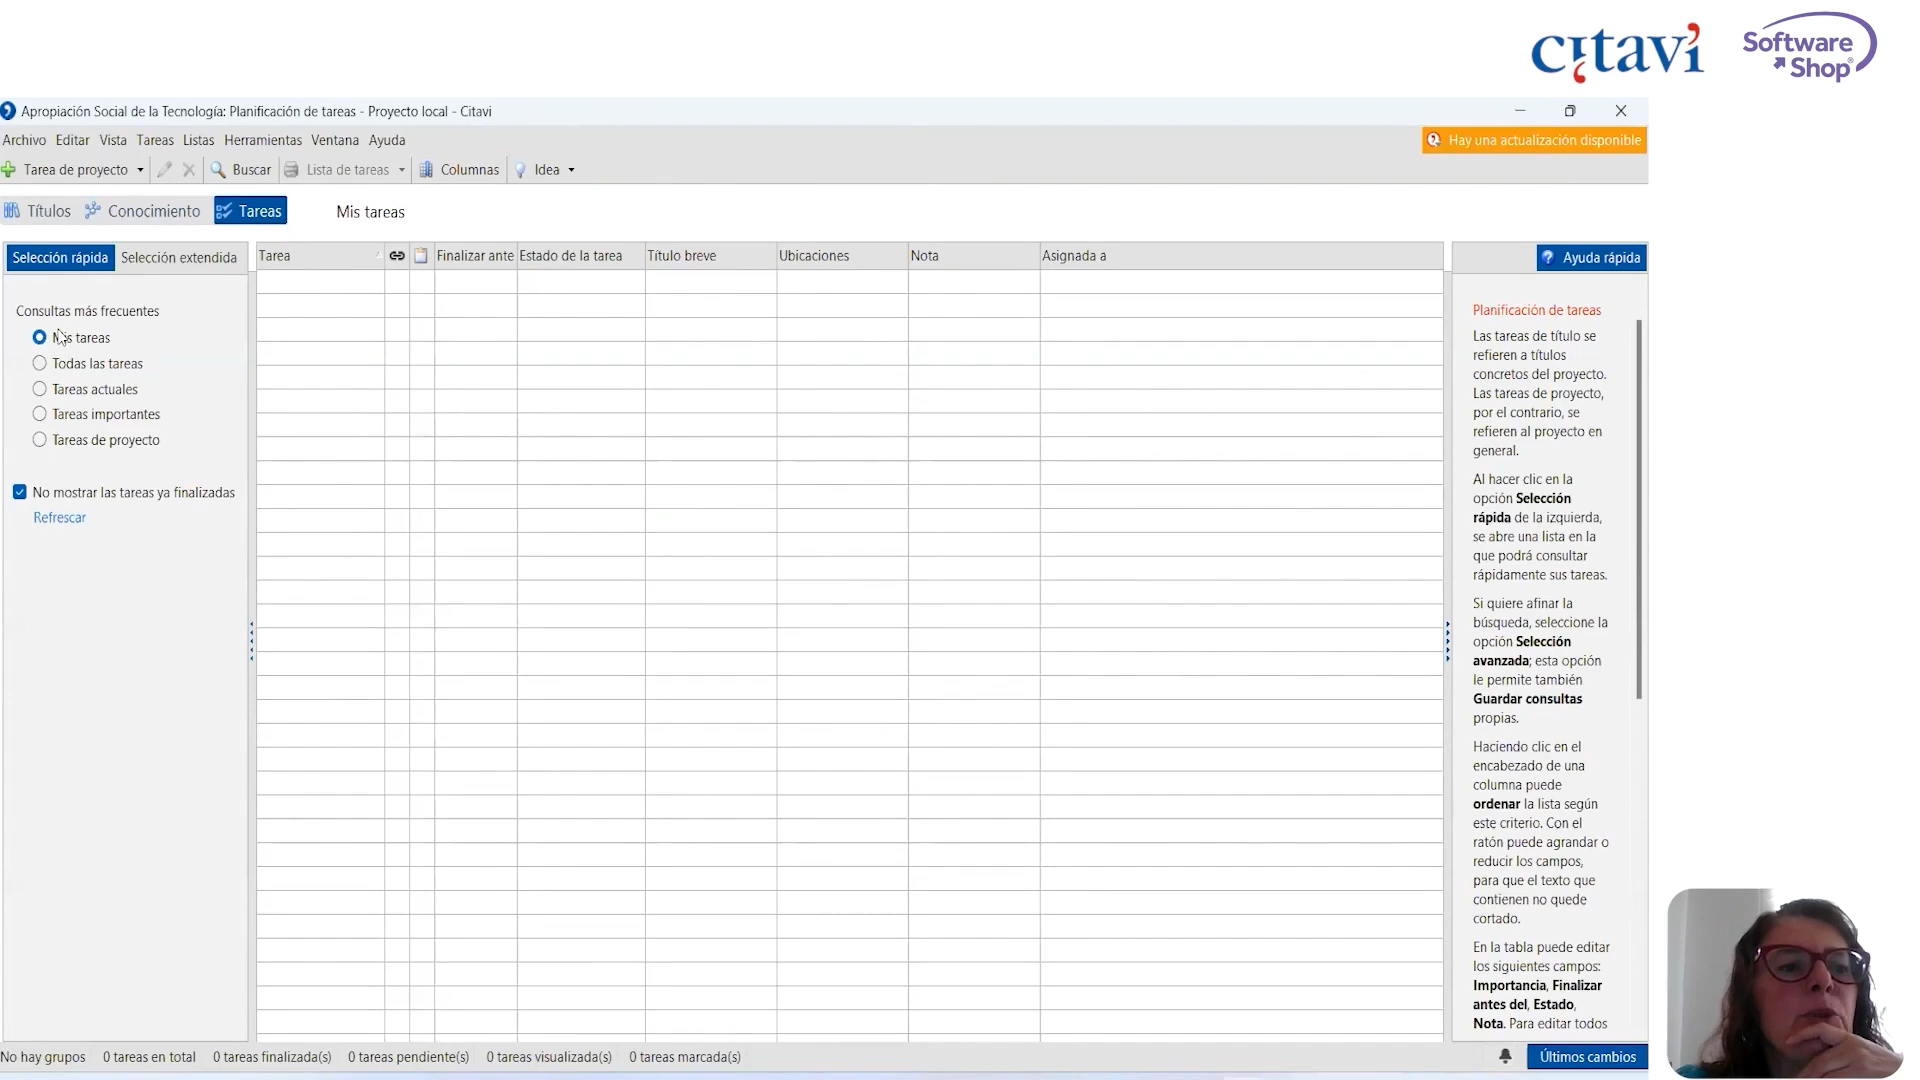 citavi
Software
Shop
Apropiación Social de la Tecnología: Planificación de tareas - Proyecto local - Citavi
Archivo Editar Vista Tareas Listas Herramientas Ventana Ayuda
Hay una actualización disponible
Tarea de proyecto Buscar Lista de tareas Columnas Idea
Títulos Conocimiento Tareas Mis tareas
Selección rápida Selección extendida
Tarea Finalizar ante Estado de la tarea Título breve Ubicaciones Nota Asignada a
Ayuda rápida
Consultas más frecuentes
Mis tareas
Todas las tareas
Tareas actuales
Tareas importantes
Tareas de proyecto
No mostrar las tareas ya finalizadas
Refrescar
Planificación de tareas
Las tareas de título se
refieren a títulos
concretos del proyecto.
Las tareas de proyecto,
por el contrario, se
refieren al proyecto en
general.
Al hacer clic en la
opción Selección
rápida de la izquierda,
se abre una lista en la
que podrá consultar
rápidamente sus tareas.
Si quiere afinar la
búsqueda, seleccione la
opción Selección
avanzada; esta opción
le permite también
Guardar consultas
propias.
Haciendo clic en el
encabezado de una
columna puede
ordenar la lista según
este criterio. Con el
ratón puede agrandar o
reducir los campos,
para que el texto que
contienen no quede
cortado.
En la tabla puede editar
los siguientes campos:
Importancia, Finalizar
antes del, Estado,
Nota. Para editar todos
No hay grupos 0 tareas en total 0 tareas finalizada(s) 0 tareas pendiente(s) 0 tareas visualizada(s) 0 tareas marcada(s)
Últimos cambios